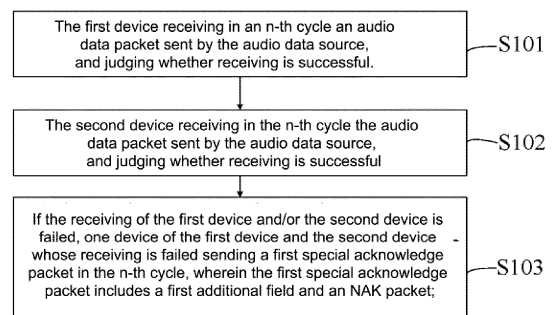 The first device receiving in an n-th cycle an audio
data packet sent by the audio data source,
and judging whether receiving is successful.
S101
The second device receiving in the n-th cycle the audio
data packet sent by the audio data source,
and judging whether receiving is successful
S102
If the receiving of the first device and/or the second device is
failed, one device of the first device and the second device
whose receiving is failed sending a first special acknowledge
packet in the n-th cycle, wherein the first special acknowledge
packet includes a first additional field and an NAK packet;
S103